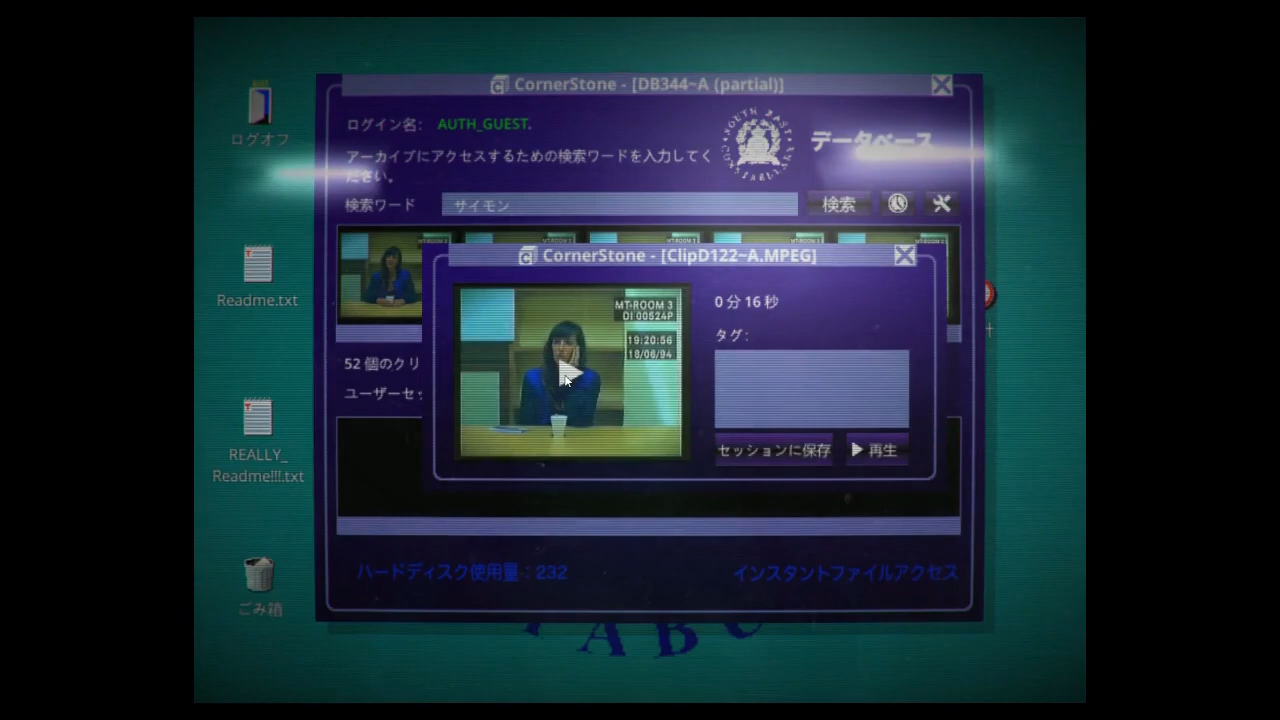 CornerStone - [DB344~A (partial)]
ログオフ
ログイン名: AUTH_GUEST.
SOUTH EAST CONSTABULARY
データベース
アーカイブにアクセスするための検索ワードを入力してく
ださい。
検索ワード サイモン 検索
CornerStone - [ClipD122~A.MPEG]
Readme.txt
MT-ROOM 3
DI 00524P
19:20:56
18/06/94
0 分 16 秒
タグ:
52 個のクリ
ユーザーセッ
セッションに保存 再生
REALLY_
Readme!!!.txt
ハードディスク使用量:232 インスタントファイルアクセス
ごみ箱
T A B U